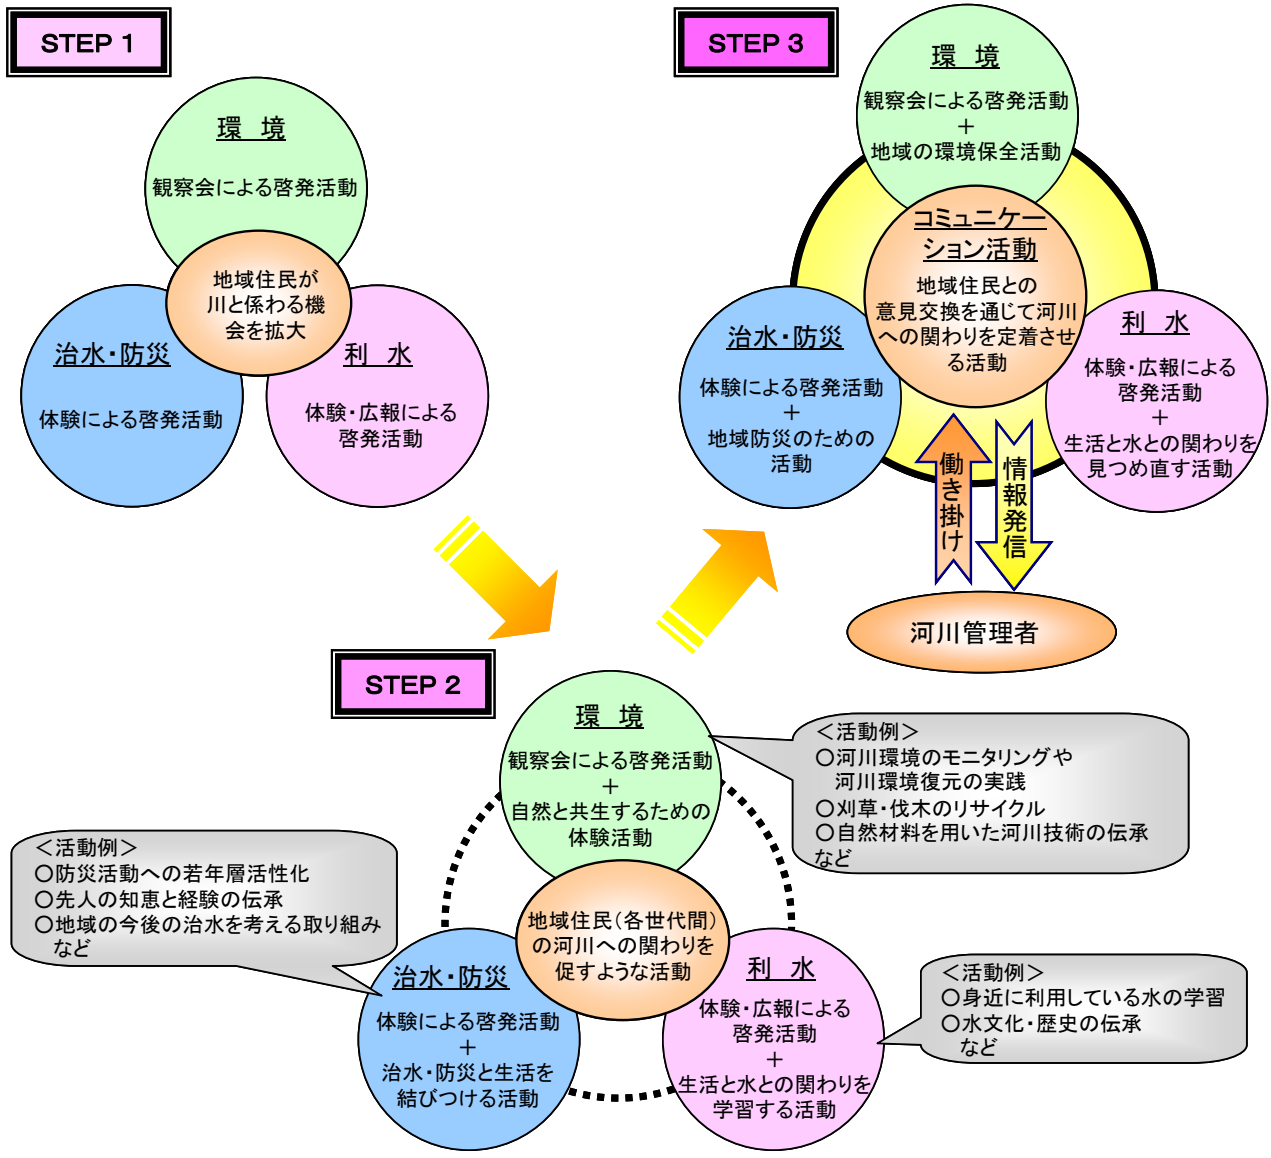 STEP 1
環 境
観察会による啓発活動
地域住民が
川と係わる機
会を拡大
治水・防災
体験による啓発活動
利 水
体験・広報による
啓発活動
STEP 3
環 境
観察会による啓発活動
＋
地域の環境保全活動
コミュニケー
ション活動
地域住民との
意見交換を通じて河川
への関わりを定着させ
る活動
治水・防災
体験による啓発活動
＋
地域防災のための
活動
利 水
体験・広報による
啓発活動
＋
生活と水との関わりを
見つめ直す活動
働き掛け
情報発信
河川管理者
STEP 2
環 境
観察会による啓発活動
＋
自然と共生するための
体験活動
＜活動例＞
○河川環境のモニタリングや
河川環境復元の実践
○刈草・伐木のリサイクル
○自然材料を用いた河川技術の伝承
など
＜活動例＞
○防災活動への若年層活性化
○先人の知恵と経験の伝承
○地域の今後の治水を考える取り組み
など
地域住民（各世代間）
の河川への関わりを
促すような活動
治水・防災
体験による啓発活動
＋
治水・防災と生活を
結びつける活動
利 水
体験・広報による
啓発活動
＋
生活と水との関わりを
学習する活動
＜活動例＞
○身近に利用している水の学習
○水文化・歴史の伝承
など